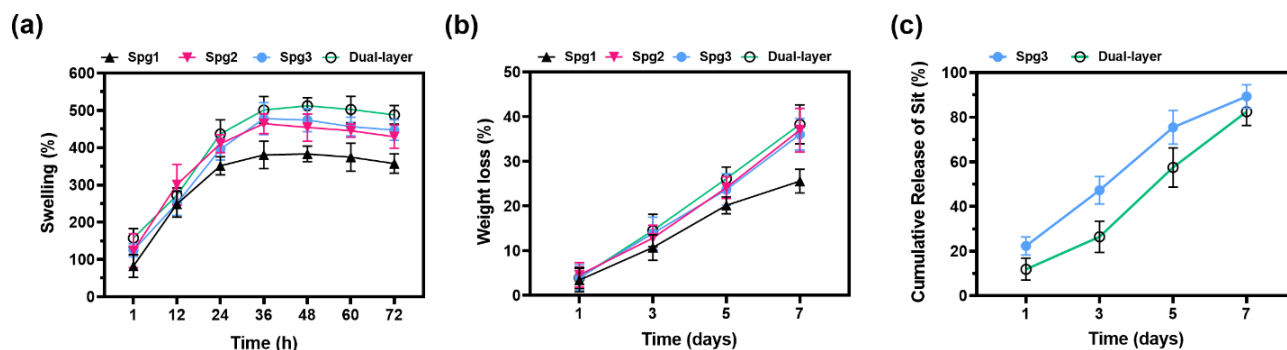 (a)
Spg1 Spg2 Spg3 Dual-layer
Swelling (%)
600
500
400
300
200
100
0
1 12 24 36 48 60 72
Time (h)
(b)
Spg1 Spg2 Spg3 Dual-layer
Weight loss (%)
50
40
30
20
10
0
1 3 5 7
Time (days)
(c)
Spg3 Dual-layer
Cumulative Release of Sit (%)
100
80
60
40
20
0
1 3 5 7
Time (days)